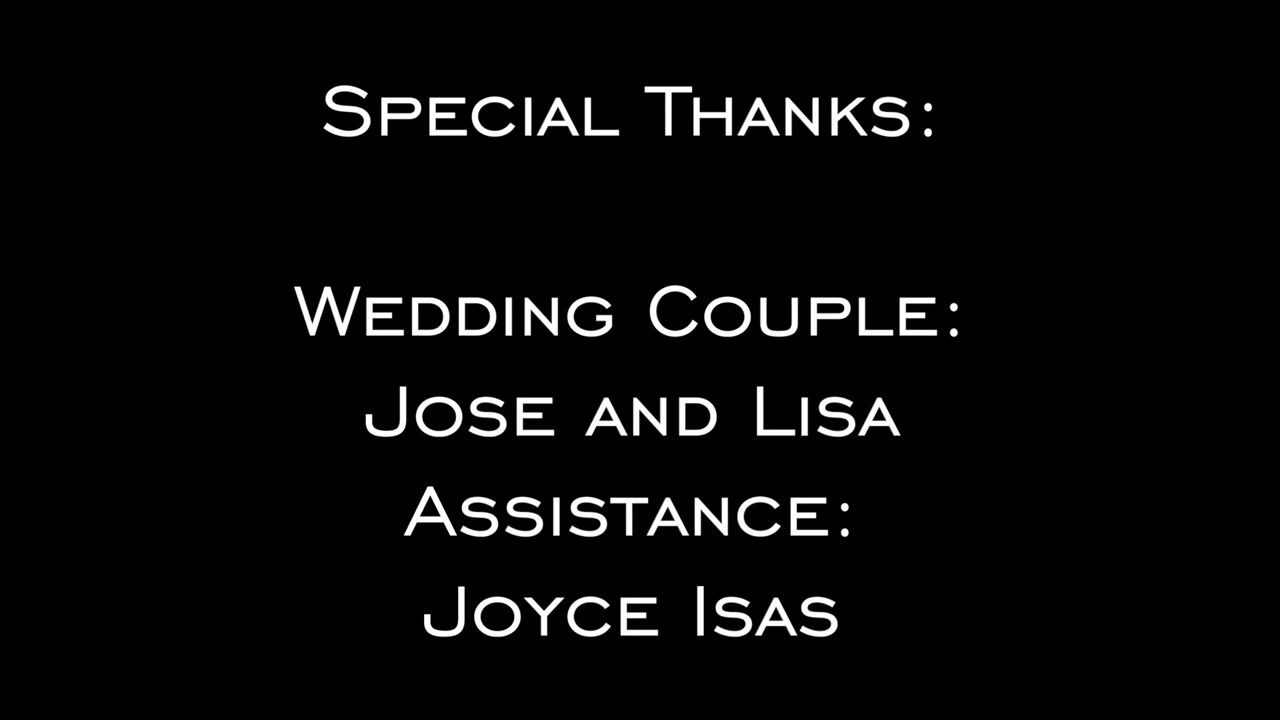 Special Thanks:
Wedding Couple:
Jose and Lisa
Assistance:
Joyce Isas